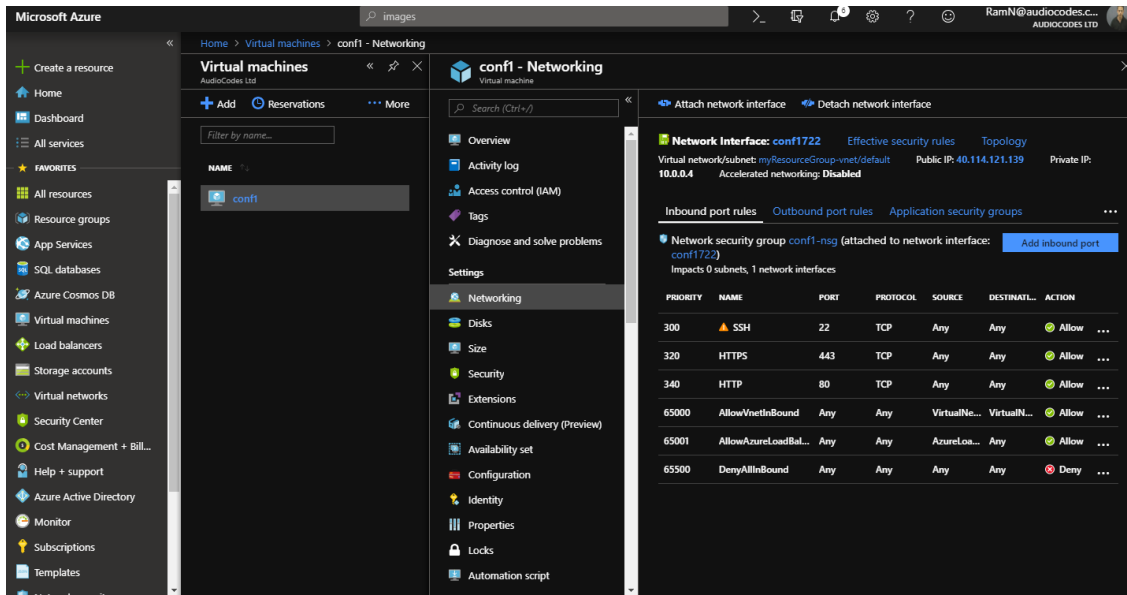 Microsoft Azure
images
>_
6
?
RamN@audiocodes.c...
AUDIOCODES LTD
«
Create a resource
Home
Dashboard
All services
FAVORITES
All resources
Resource groups
App Services
SQL databases
Azure Cosmos DB
Virtual machines
Load balancers
Storage accounts
Virtual networks
Security Center
Cost Management + Bill...
Help + support
Azure Active Directory
Monitor
Subscriptions
Templates
Home > Virtual machines > conf1 - Networking
Virtual machines
«
AudioCodes Ltd
Add Reservations ... More
Filter by name...
NAME
conf1
conf1 - Networking
Virtual machine
Search (Ctrl+/)
«
Overview
Activity log
Access control (IAM)
Tags
Diagnose and solve problems
Settings
Networking
Disks
Size
Security
Extensions
Continuous delivery (Preview)
Availability set
Configuration
Identity
Properties
Locks
Automation script
Attach network interface Detach network interface
Network Interface: conf1722 Effective security rules Topology
Virtual network/subnet: myResourceGroup-vnet/default Public IP: 40.114.121.139 Private IP:
10.0.0.4 Accelerated networking: Disabled
Inbound port rules Outbound port rules Application security groups ...
Network security group conf1-nsg (attached to network interface:
conf1722)
Impacts 0 subnets, 1 network interfaces
Add inbound port
PRIORITY NAME PORT PROTOCOL SOURCE DESTINATI... ACTION
300 SSH 22 TCP Any Any Allow ...
320 HTTPS 443 TCP Any Any Allow ...
340 HTTP 80 TCP Any Any Allow ...
65000 AllowVnetInBound Any Any VirtualNe... VirtualN... Allow ...
65001 AllowAzureLoadBal... Any Any AzureLoa... Any Allow ...
65500 DenyAllInBound Any Any Any Any Deny ...